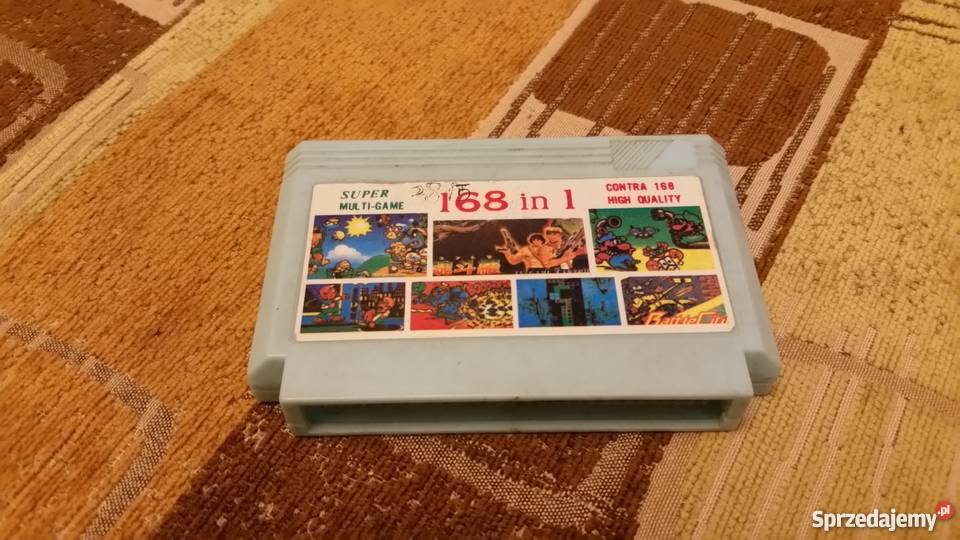 SUPER
MULTI-GAME
168 in 1
CONTRA 168
HIGH QUALITY
Sprzedajemy.pl